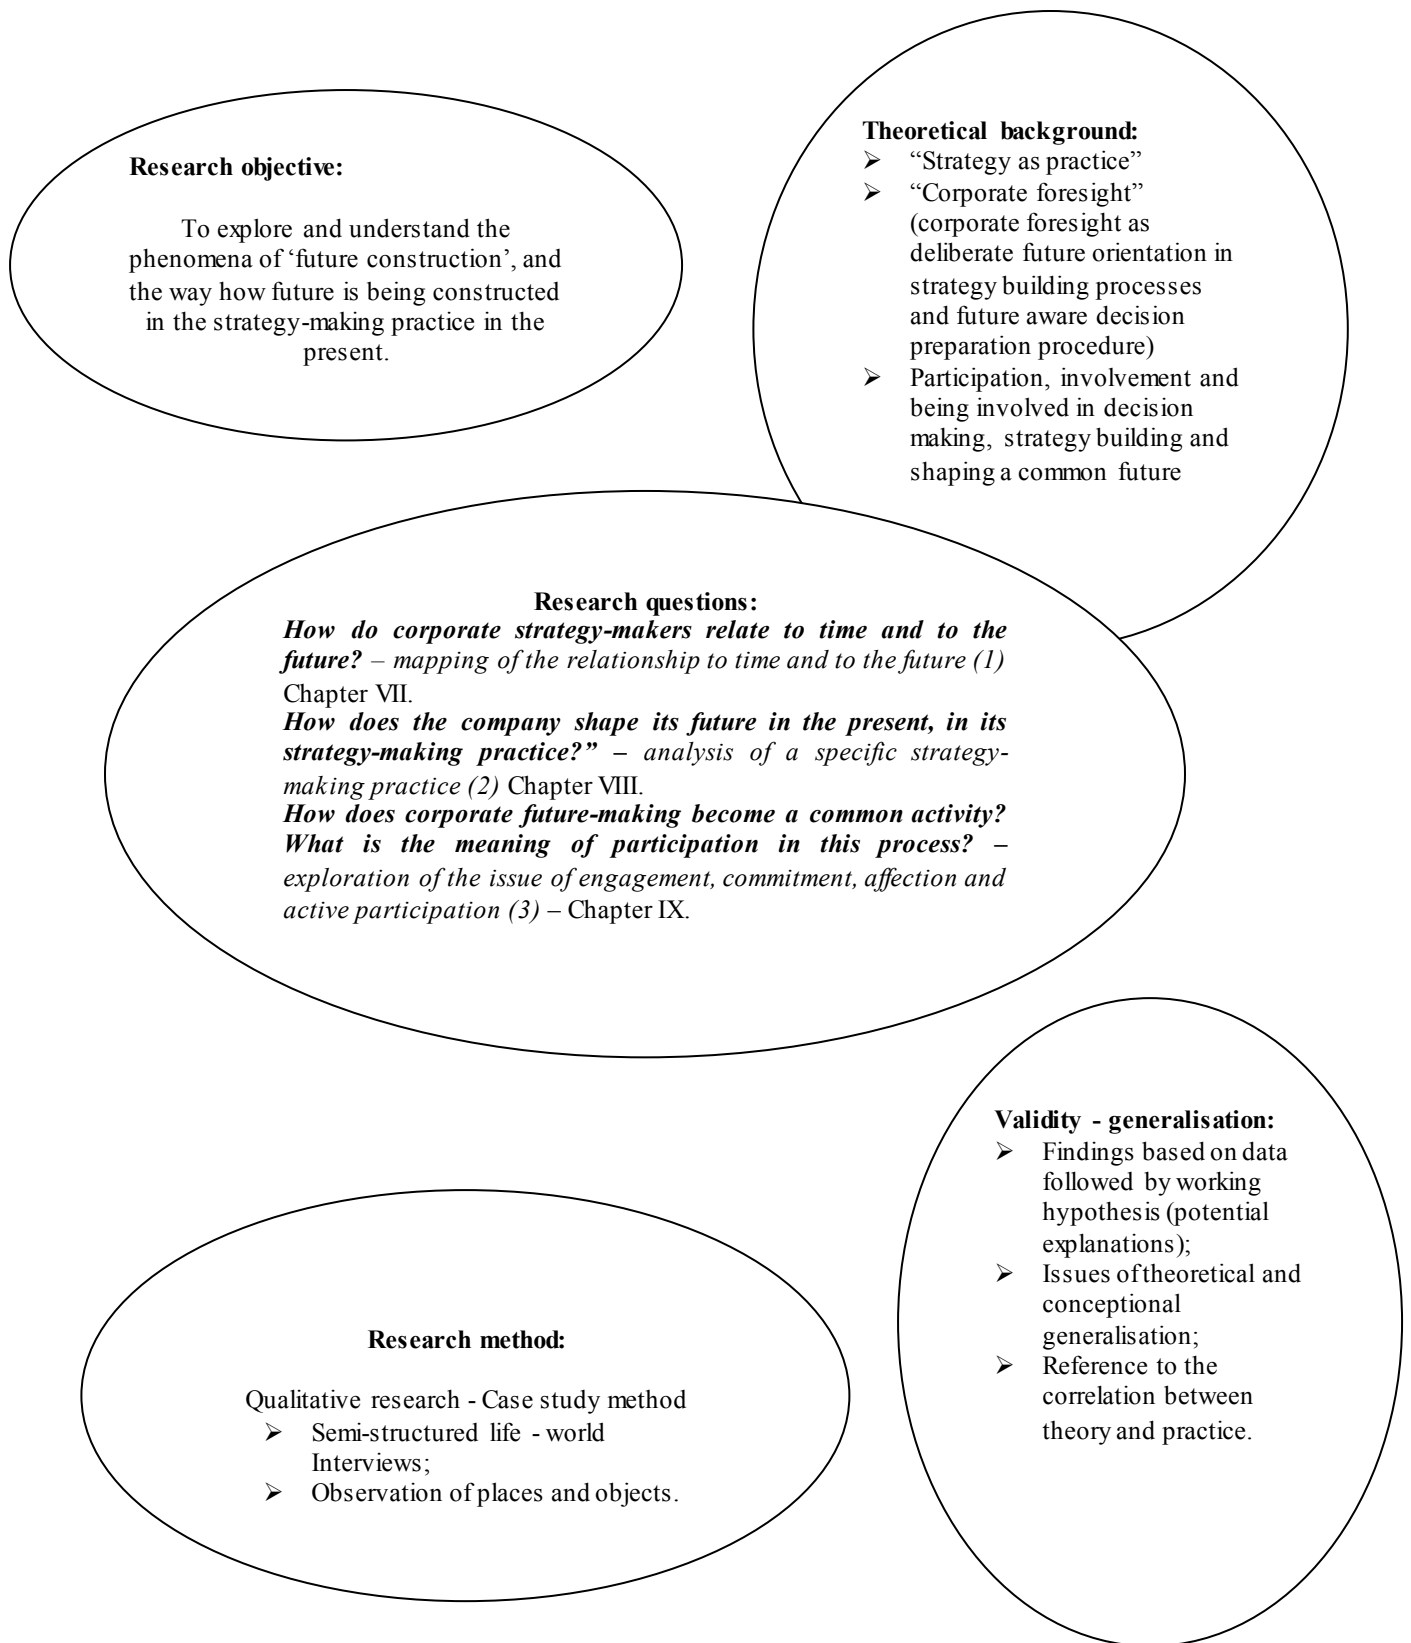 Research objective:
To explore and understand the
phenomena of ‘future construction’, and
the way how future is being constructed
in the strategy-making practice in the
present.
Theoretical background:
➢ “Strategy as practice”
➢ “Corporate foresight”
(corporate foresight as
deliberate future orientation in
strategy building processes
and future aware decision
preparation procedure)
➢ Participation, involvement and
being involved in decision
making, strategy building and
shaping a common future
Research questions:
How do corporate strategy-makers relate to time and to the
future? – mapping of the relationship to time and to the future (1)
Chapter VII.
How does the company shape its future in the present, in its
strategy-making practice?” – analysis of a specific strategy-
making practice (2) Chapter VIII.
How does corporate future-making become a common activity?
What is the meaning of participation in this process? –
exploration of the issue of engagement, commitment, affection and
active participation (3) – Chapter IX.
Validity - generalisation:
➢ Findings based on data
followed by working
hypothesis (potential
explanations);
➢ Issues of theoretical and
conceptional
generalisation;
➢ Reference to the
correlation between
theory and practice.
Research method:
Qualitative research - Case study method
➢ Semi-structured life - world
Interviews;
➢ Observation of places and objects.